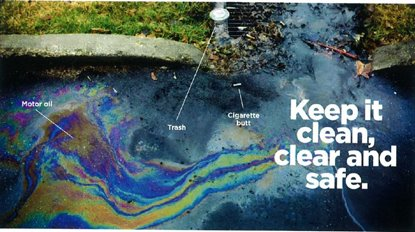 Motor oil
Trash
Cigarette
butt
Keep it
clean,
clear and
safe.